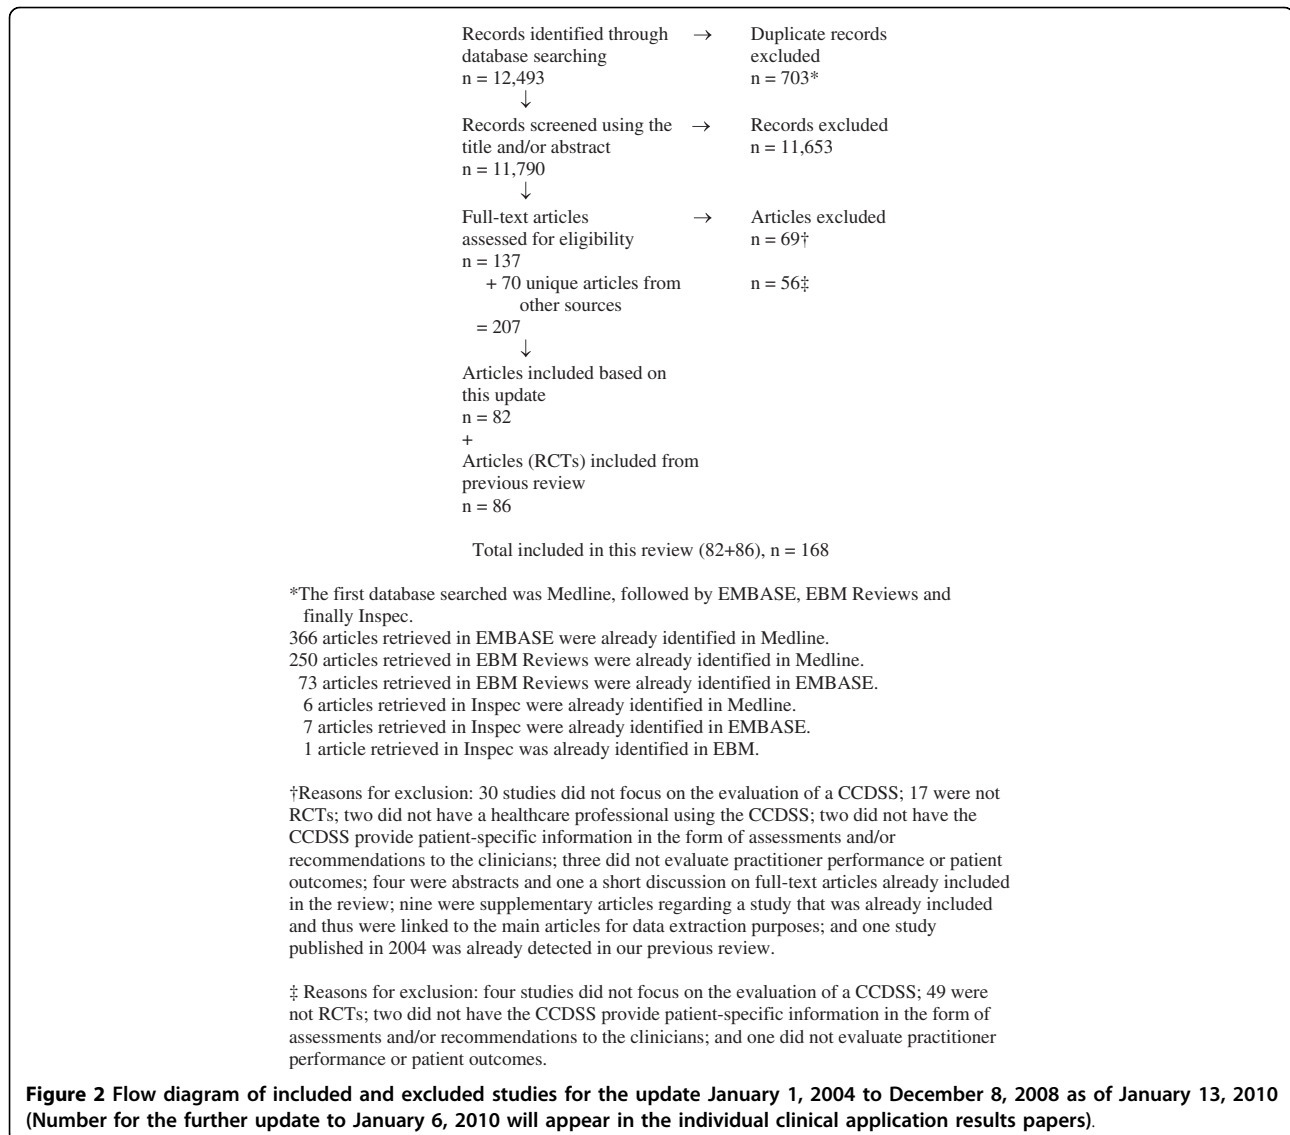 Records identified through → Duplicate records
database searching excluded
n = 12,493 n = 703*
↓
Records screened using the → Records excluded
title and/or abstract n = 11,653
n = 11,790
↓
Full-text articles → Articles excluded
assessed for eligibility n = 69†
n = 137
+ 70 unique articles from n = 56‡
other sources
= 207
↓
Articles included based on
this update
n = 82
+
Articles (RCTs) included from
previous review
n = 86
Total included in this review (82+86), n = 168
*The first database searched was Medline, followed by EMBASE, EBM Reviews and
finally Inspec.
366 articles retrieved in EMBASE were already identified in Medline.
250 articles retrieved in EBM Reviews were already identified in Medline.
73 articles retrieved in EBM Reviews were already identified in EMBASE.
6 articles retrieved in Inspec were already identified in Medline.
7 articles retrieved in Inspec were already identified in EMBASE.
1 article retrieved in Inspec was already identified in EBM.
†Reasons for exclusion: 30 studies did not focus on the evaluation of a CCDSS; 17 were not
RCTs; two did not have a healthcare professional using the CCDSS; two did not have the
CCDSS provide patient-specific information in the form of assessments and/or
recommendations to the clinicians; three did not evaluate practitioner performance or patient
outcomes; four were abstracts and one a short discussion on full-text articles already included
in the review; nine were supplementary articles regarding a study that was already included
and thus were linked to the main articles for data extraction purposes; and one study
published in 2004 was already detected in our previous review.
‡ Reasons for exclusion: four studies did not focus on the evaluation of a CCDSS; 49 were
not RCTs; two did not have the CCDSS provide patient-specific information in the form of
assessments and/or recommendations to the clinicians; and one did not evaluate practitioner
performance or patient outcomes.
Figure 2 Flow diagram of included and excluded studies for the update January 1, 2004 to December 8, 2008 as of January 13, 2010
(Number for the further update to January 6, 2010 will appear in the individual clinical application results papers).